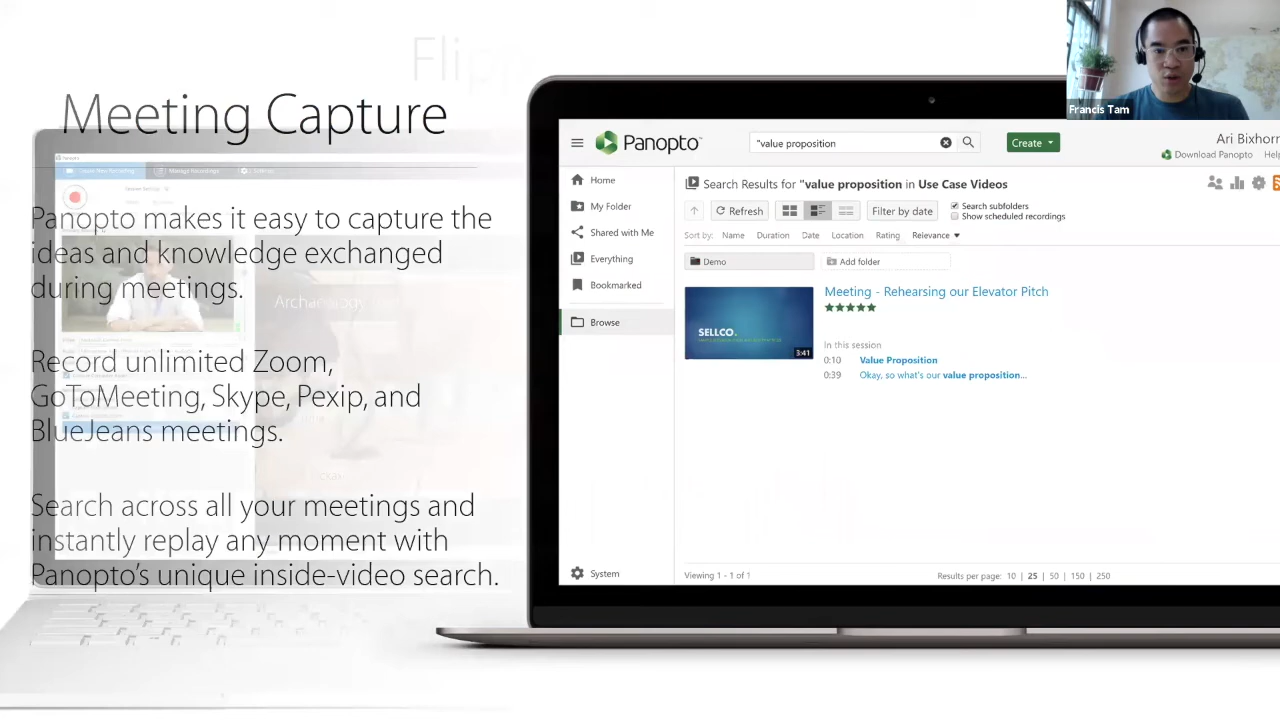 Meeting Capture
Panopto makes it easy to capture the
ideas and knowledge exchanged
during meetings.
Record unlimited Zoom,
GoToMeeting, Skype, Pexip, and
BlueJeans meetings.
Search across all your meetings and
instantly replay any moment with
Panopto's unique inside-video search.
Panopto™
"value proposition
Create
Ari Bixhorn
Download Panopto
Help
Home
My Folder
Shared with Me
Everything
Bookmarked
Browse
System
Search Results for "value proposition in Use Case Videos
Refresh
Filter by date
Search subfolders
Show scheduled recordings
Sort by: Name Duration Date Location Rating Relevance
Demo
Add folder
SELLCO.
3:41
Meeting - Rehearsing our Elevator Pitch
In this session
0:10 Value Proposition
0:39 Okay, so what's our value proposition...
Viewing 1 - 1 of 1
Results per page: 10 | 25 | 50 | 150 | 250
Francis Tam